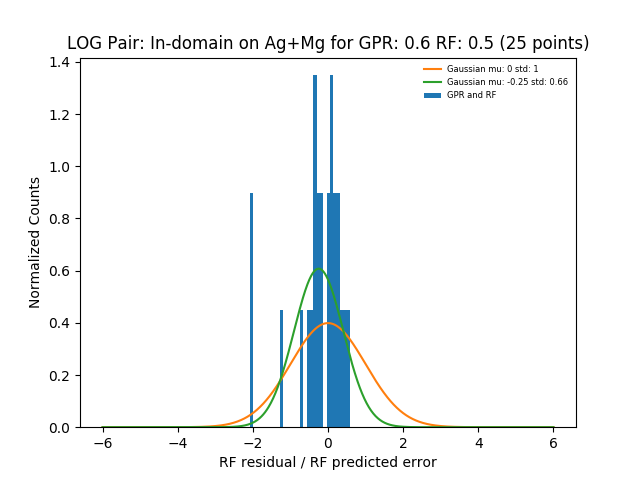 LOG Pair: In-domain on Ag+Mg for GPR: 0.6 RF: 0.5 (25 points)
Gaussian mu: 0 std: 1
Gaussian mu: -0.25 std: 0.66
GPR and RF
Normalized Counts
1.4
1.2
1.0
0.8
0.6
0.4
0.2
0.0
−6
−4
−2
0
2
4
6
RF residual / RF predicted error